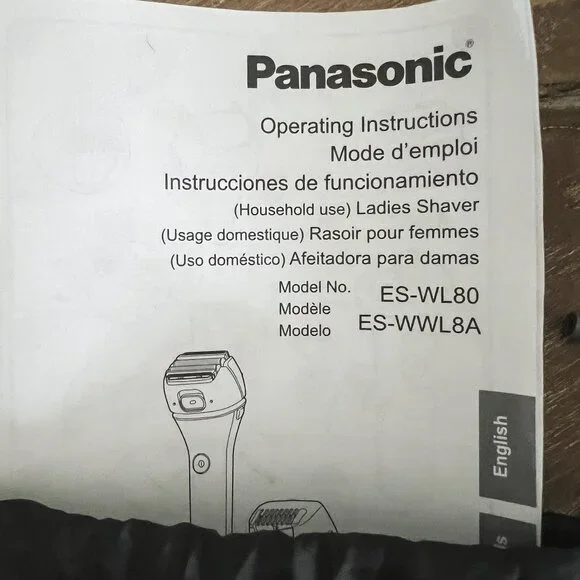 Panasonic®
Operating Instructions
Mode d'emploi
Instrucciones de funcionamiento
(Household use) Ladies Shaver
(Usage domestique) Rasoir pour femmes
(Uso doméstico) Afeitadora para damas
Model No. ES-WL80
Modèle
Modelo ES-WWL8A
English